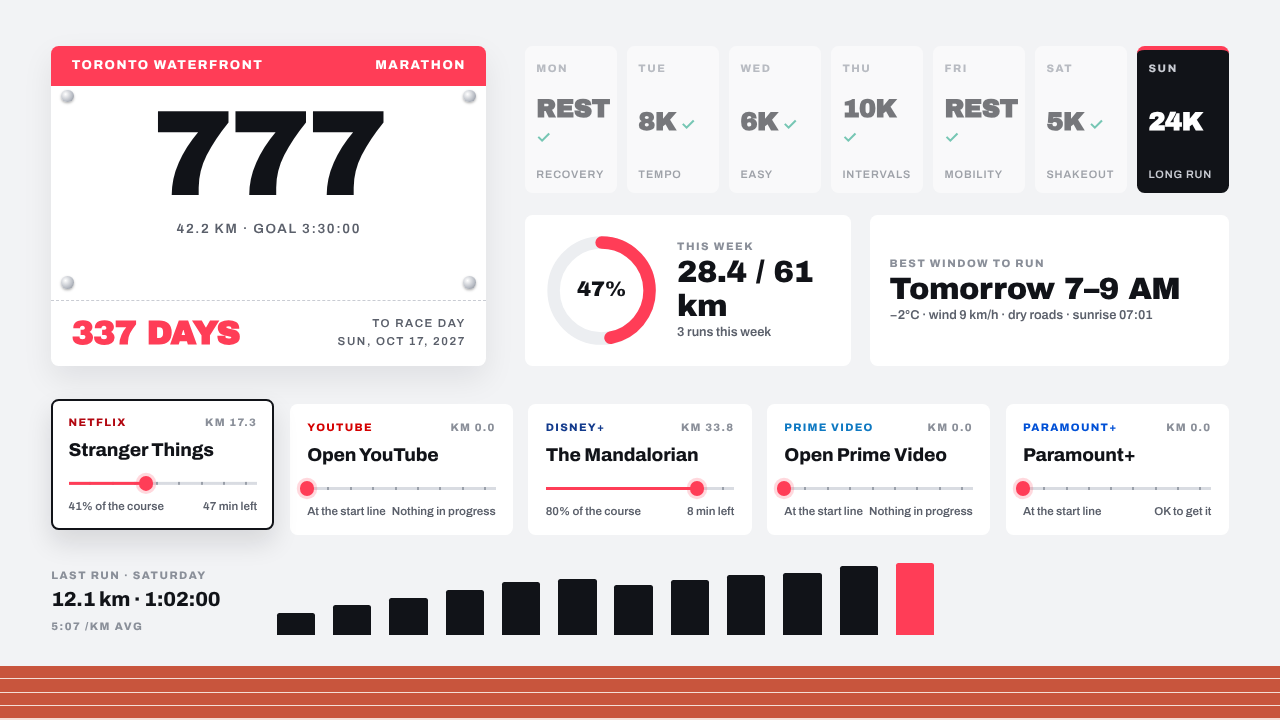 TORONTO WATERFRONT MARATHON
777
42.2 KM · GOAL 3:30:00
337 DAYS
TO RACE DAY
SUN, OCT 17, 2027
MON
REST ✓
RECOVERY
TUE
8K ✓
TEMPO
WED
6K ✓
EASY
THU
10K ✓
INTERVALS
FRI
REST ✓
MOBILITY
SAT
5K ✓
SHAKEOUT
SUN
24K
LONG RUN
47%
THIS WEEK
28.4 / 61
km
3 runs this week
BEST WINDOW TO RUN
Tomorrow 7–9 AM
−2°C · wind 9 km/h · dry roads · sunrise 07:01
NETFLIX KM 17.3
Stranger Things
41% of the course 47 min left
YOUTUBE KM 0.0
Open YouTube
At the start line Nothing in progress
DISNEY+ KM 33.8
The Mandalorian
80% of the course 8 min left
PRIME VIDEO KM 0.0
Open Prime Video
At the start line Nothing in progress
PARAMOUNT+ KM 0.0
Paramount+
At the start line OK to get it
LAST RUN · SATURDAY
12.1 km · 1:02:00
5:07 /KM AVG